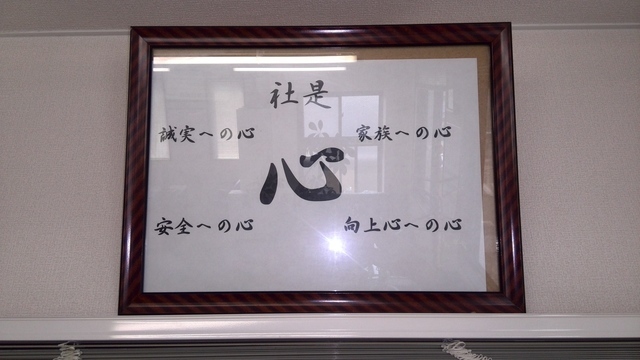 社是
誠実への心
家族への心
心
安全への心
向上心への心